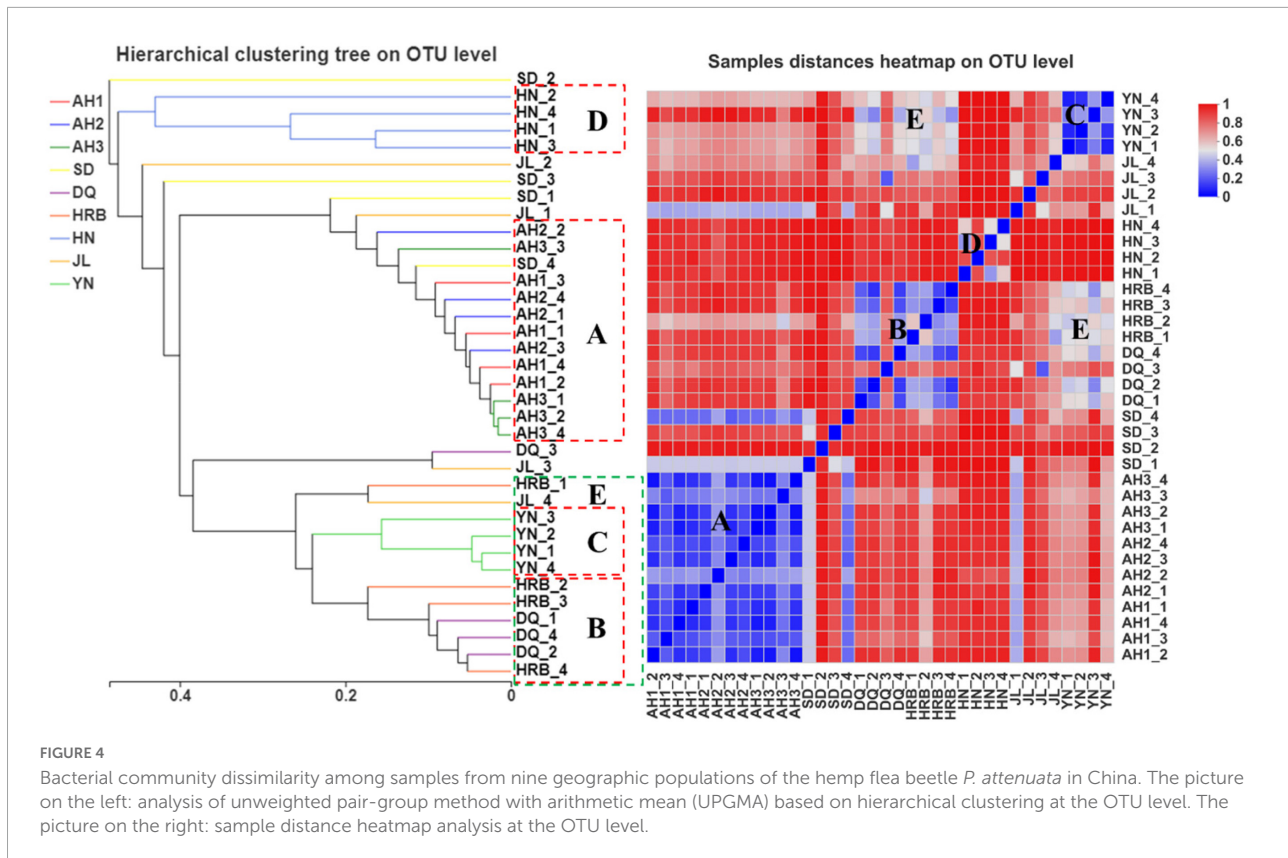 Hierarchical clustering tree on OTU level
AH1
AH2
AH3
SD
DQ
HRB
HN
JL
YN
SD_2
HN_2
HN_4
HN_1
HN_3
JL_2
SD_3
SD_1
JL_1
AH2_2
AH3_3
SD_4
AH1_3
AH2_4
AH2_1
AH1_1
AH2_3
AH1_4
AH1_2
AH3_1
AH3_2
AH3_4
DQ_3
JL_3
HRB_1
JL_4
YN_3
YN_2
YN_1
YN_4
HRB_2
HRB_3
DQ_1
DQ_4
DQ_2
HRB_4
D
A
E
C
B
0.4 0.2 0
Samples distances heatmap on OTU level
E
C
D
B
E
A
YN_4
YN_3
YN_2
YN_1
JL_4
JL_3
JL_2
JL_1
HN_4
HN_3
HN_2
HN_1
HRB_4
HRB_3
HRB_2
HRB_1
DQ_4
DQ_3
DQ_2
DQ_1
SD_4
SD_3
SD_2
SD_1
AH3_4
AH3_3
AH3_2
AH3_1
AH2_4
AH2_3
AH2_2
AH2_1
AH1_1
AH1_4
AH1_3
AH1_2
AH1_2
AH1_3
AH1_4
AH1_1
AH2_1
AH2_2
AH2_3
AH2_4
AH3_1
AH3_2
AH3_3
AH3_4
SD_1
SD_2
SD_3
SD_4
DQ_1
DQ_2
DQ_3
DQ_4
HRB_1
HRB_2
HRB_3
HRB_4
HN_1
HN_2
HN_3
HN_4
JL_1
JL_2
JL_3
JL_4
YN_1
YN_2
YN_3
YN_4
1
0.8
0.6
0.4
0.2
0
FIGURE 4
Bacterial community dissimilarity among samples from nine geographic populations of the hemp flea beetle P. attenuata in China. The picture
on the left: analysis of unweighted pair-group method with arithmetic mean (UPGMA) based on hierarchical clustering at the OTU level. The
picture on the right: sample distance heatmap analysis at the OTU level.